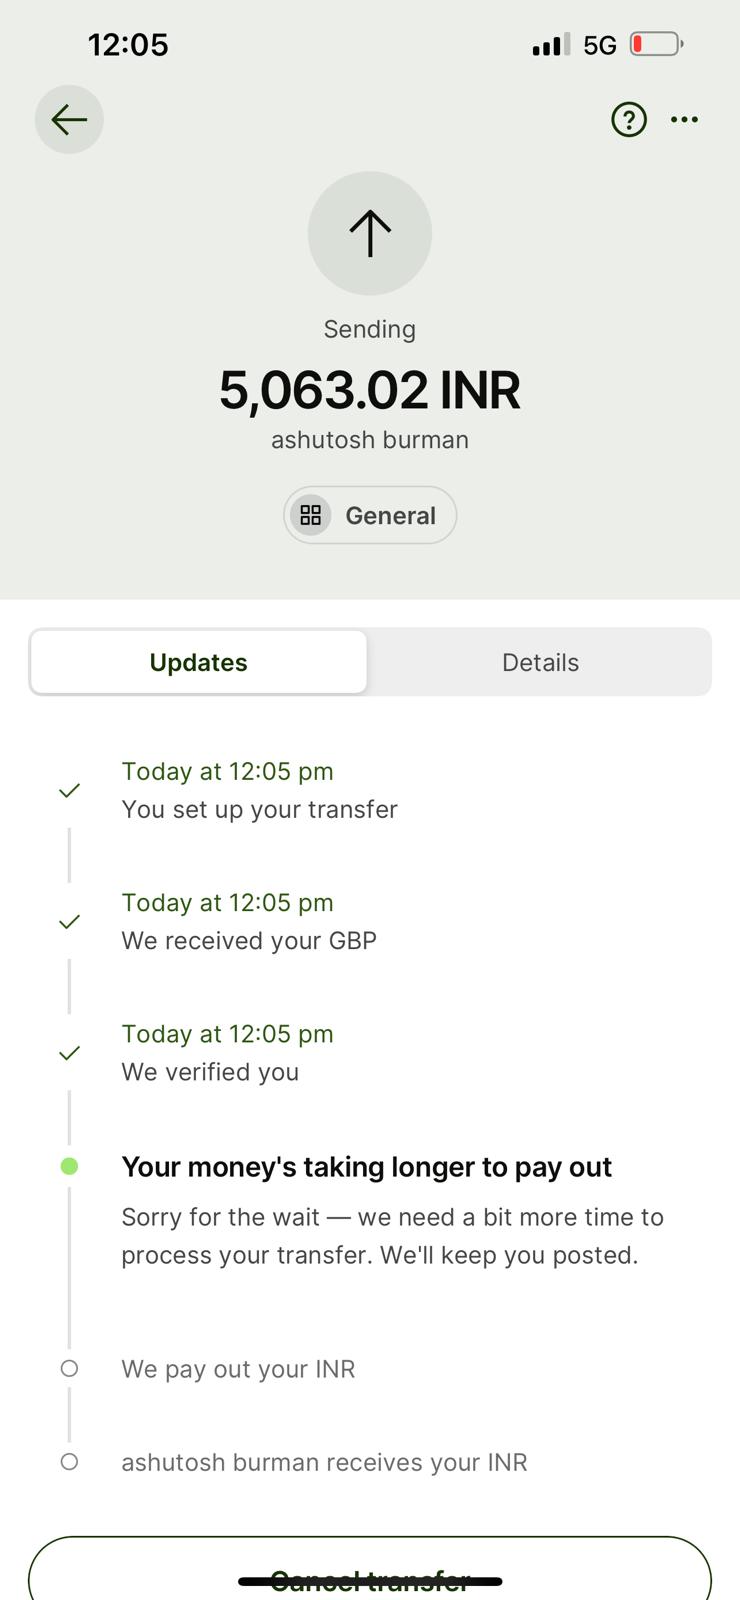 12:05
5G
Sending
5,063.02 INR
ashutosh burman
General
Updates
Details
Today at 12:05 pm
You set up your transfer
Today at 12:05 pm
We received your GBP
Today at 12:05 pm
We verified you
Your money's taking longer to pay out
Sorry for the wait — we need a bit more time to
process your transfer. We'll keep you posted.
We pay out your INR
ashutosh burman receives your INR
Cancel transfer